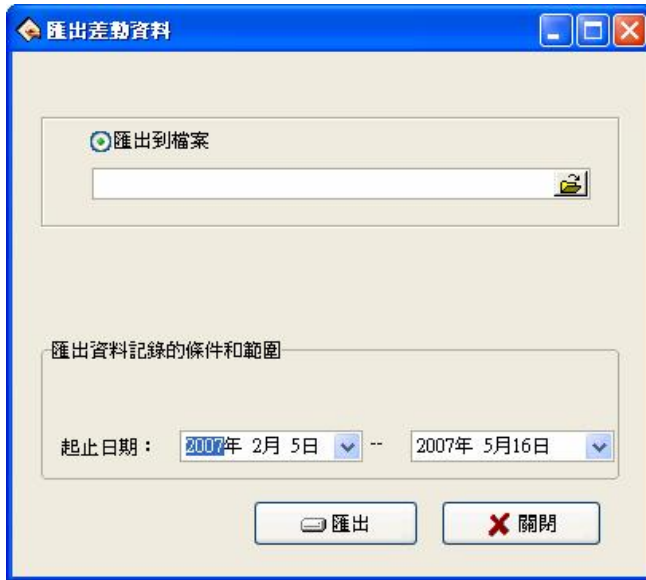 匯出差動資料
匯出到檔案
匯出資料記錄的條件和範圍
起止日期： 2007年 2月 5日 -- 2007年 5月16日
匯出 關閉